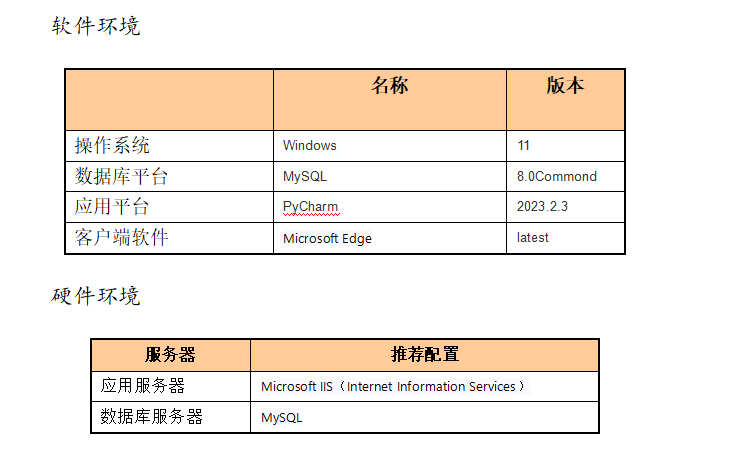 软件环境
名称 版本
操作系统 Windows 11
数据库平台 MySQL 8.0Commond
应用平台 PyCharm 2023.2.3
客户端软件 Microsoft Edge latest
硬件环境
服务器 推荐配置
应用服务器 Microsoft IIS（Internet Information Services）
数据库服务器 MySQL